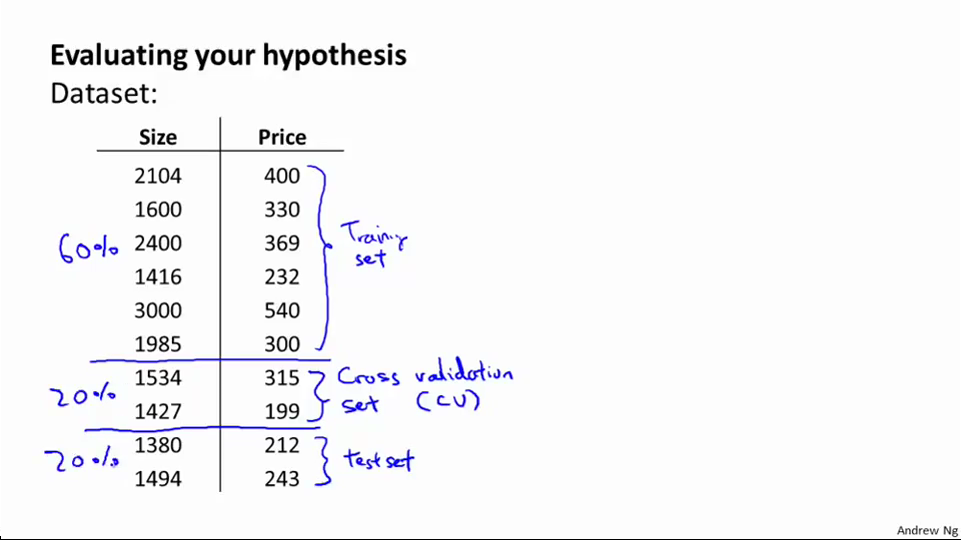 Evaluating your hypothesis
Dataset:
Size Price
2104 400
1600 330
60% 2400 369 Training
set
1416 232
3000 540
1985 300
1534 315 Cross validation
20% 1427 199 set (CV)
1380 212
20% test set
1494 243
Andrew Ng